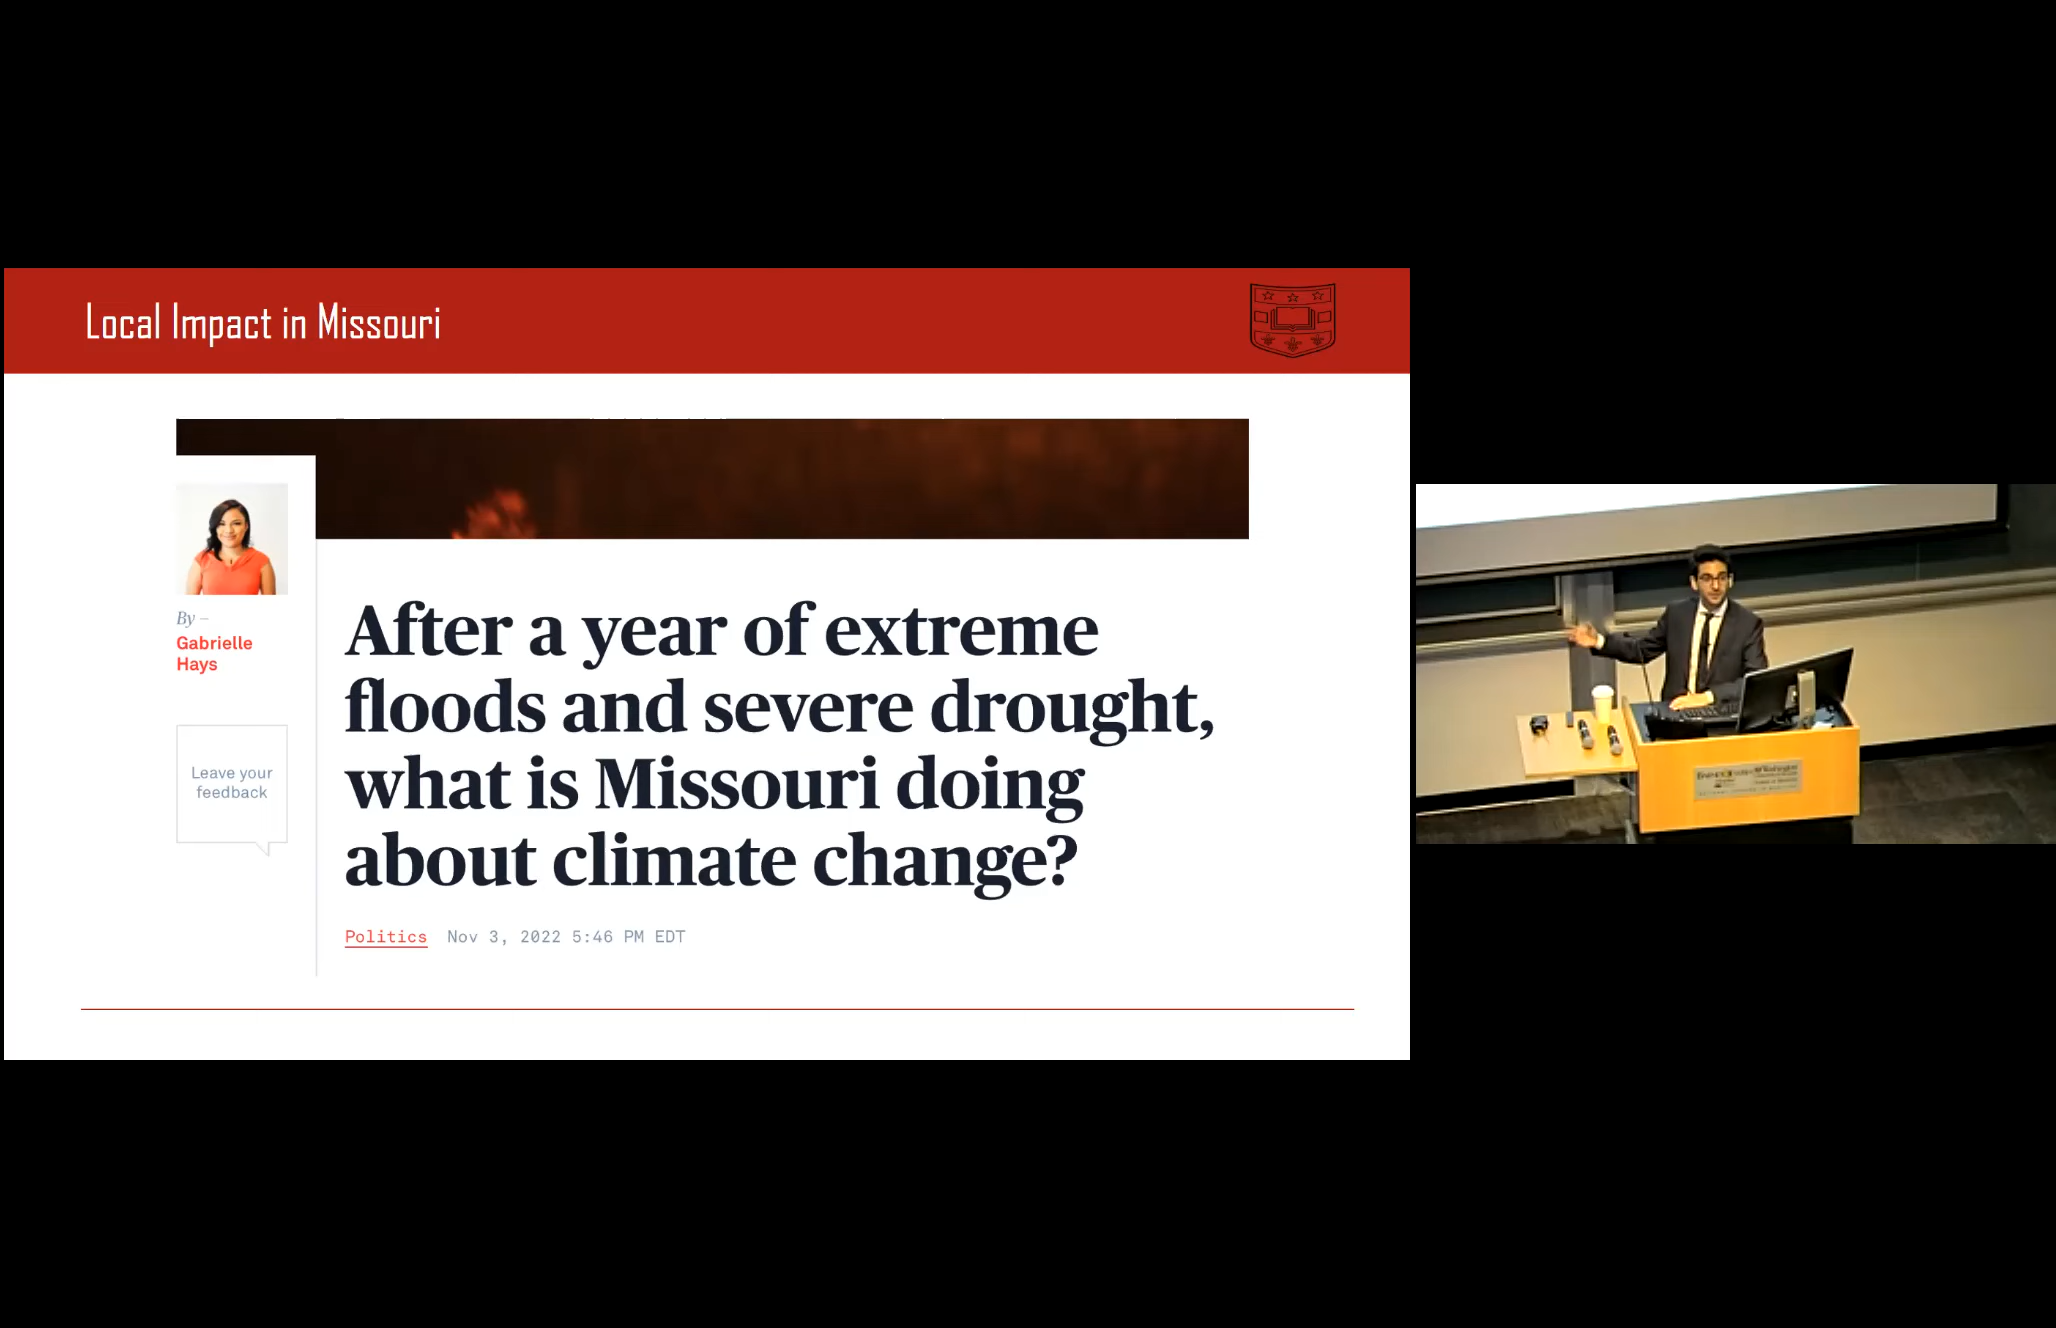 Local Impact in Missouri
By –
Gabrielle
Hays
Leave your
feedback
After a year of extreme
floods and severe drought,
what is Missouri doing
about climate change?
Politics Nov 3, 2022 5:46 PM EDT